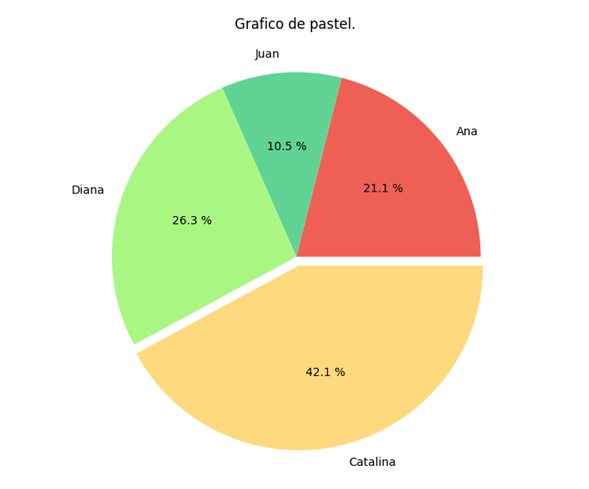 Grafico de pastel.
Juan
Ana
10.5 %
21.1 %
Diana
26.3 %
42.1 %
Catalina